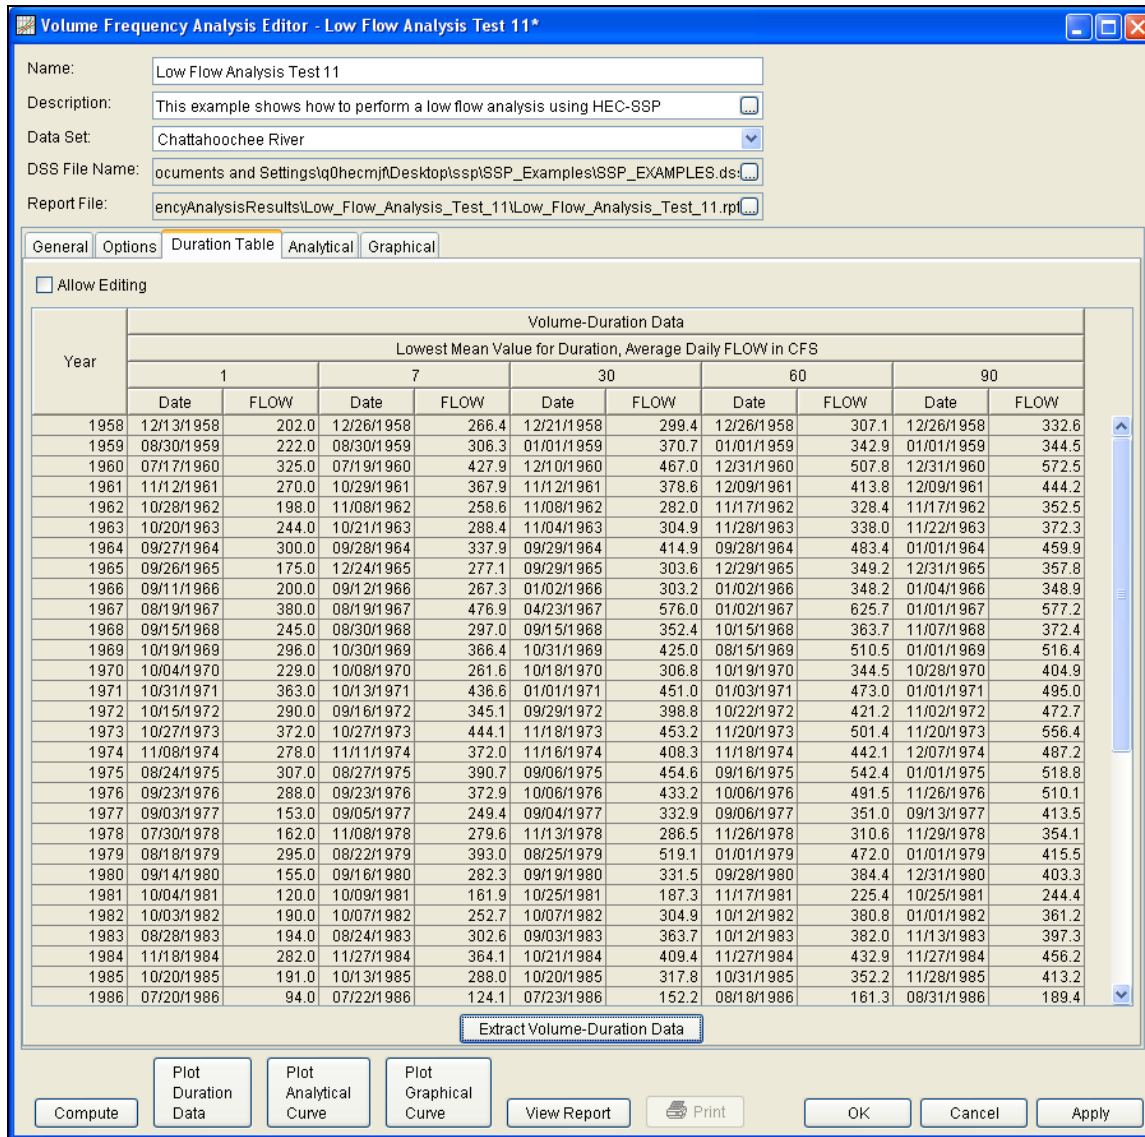 Volume Frequency Analysis Editor - Low Flow Analysis Test 11*
Name: Low Flow Analysis Test 11
Description: This example shows how to perform a low flow analysis using HEC-SSP ...
Data Set: Chattahoochee River
DSS File Name: ocuments and Settings\q0hecmjf\Desktop\ssp\SSP_Examples\SSP_EXAMPLES.ds: ...
Report File: encyAnalysisResults\Low_Flow_Analysis_Test_11\Low_Flow_Analysis_Test_11.rpt ...
General Options Duration Table Analytical Graphical
Allow Editing
Volume-Duration Data
Lowest Mean Value for Duration, Average Daily FLOW in CFS
Year
1 7 30 60 90
Date FLOW Date FLOW Date FLOW Date FLOW Date FLOW
1958 12/13/1958 202.0 12/26/1958 266.4 12/21/1958 299.4 12/26/1958 307.1 12/26/1958 332.6
1959 08/30/1959 222.0 08/30/1959 306.3 01/01/1959 370.7 01/01/1959 342.9 01/01/1959 344.5
1960 07/17/1960 325.0 07/19/1960 427.9 12/10/1960 467.0 12/31/1960 507.8 12/31/1960 572.5
1961 11/12/1961 270.0 10/29/1961 367.9 11/12/1961 378.6 12/09/1961 413.8 12/09/1961 444.2
1962 10/28/1962 198.0 11/08/1962 258.6 11/08/1962 282.0 11/17/1962 328.4 11/17/1962 352.5
1963 10/20/1963 244.0 10/21/1963 288.4 11/04/1963 304.9 11/28/1963 338.0 11/22/1963 372.3
1964 09/27/1964 300.0 09/28/1964 337.9 09/29/1964 414.9 09/28/1964 483.4 01/01/1964 459.9
1965 09/26/1965 175.0 12/24/1965 277.1 09/29/1965 303.6 12/29/1965 349.2 12/31/1965 357.8
1966 09/11/1966 200.0 09/12/1966 267.3 01/02/1966 303.2 01/02/1966 348.2 01/04/1966 348.9
1967 08/19/1967 380.0 08/19/1967 476.9 04/23/1967 576.0 01/02/1967 625.7 01/01/1967 577.2
1968 09/15/1968 245.0 08/30/1968 297.0 09/15/1968 352.4 10/15/1968 363.7 11/07/1968 372.4
1969 10/19/1969 296.0 10/30/1969 366.4 10/31/1969 425.0 08/15/1969 510.5 01/01/1969 516.4
1970 10/04/1970 229.0 10/08/1970 261.6 10/18/1970 306.8 10/19/1970 344.5 10/28/1970 404.9
1971 10/31/1971 363.0 10/13/1971 436.6 01/01/1971 451.0 01/03/1971 473.0 01/01/1971 495.0
1972 10/15/1972 290.0 09/16/1972 345.1 09/29/1972 398.8 10/22/1972 421.2 11/02/1972 472.7
1973 10/27/1973 372.0 10/27/1973 444.1 11/18/1973 453.2 11/20/1973 501.4 11/20/1973 556.4
1974 11/08/1974 278.0 11/11/1974 372.0 11/16/1974 408.3 11/18/1974 442.1 12/07/1974 487.2
1975 08/24/1975 307.0 08/27/1975 390.7 09/06/1975 454.6 09/16/1975 542.4 01/01/1975 518.8
1976 09/23/1976 288.0 09/23/1976 372.9 10/06/1976 433.2 10/06/1976 491.5 11/26/1976 510.1
1977 09/03/1977 153.0 09/05/1977 249.4 09/04/1977 332.9 09/06/1977 351.0 09/13/1977 413.5
1978 07/30/1978 162.0 11/08/1978 279.6 11/13/1978 286.5 11/26/1978 310.6 11/29/1978 354.1
1979 08/18/1979 295.0 08/22/1979 393.0 08/25/1979 519.1 01/01/1979 472.0 01/01/1979 415.5
1980 09/14/1980 155.0 09/16/1980 282.3 09/19/1980 331.5 09/28/1980 384.4 12/31/1980 403.3
1981 10/04/1981 120.0 10/09/1981 161.9 10/25/1981 187.3 11/17/1981 225.4 10/25/1981 244.4
1982 10/03/1982 190.0 10/07/1982 252.7 10/07/1982 304.9 10/12/1982 380.8 01/01/1982 361.2
1983 08/28/1983 194.0 08/24/1983 302.6 09/03/1983 363.7 10/12/1983 382.0 11/13/1983 397.3
1984 11/18/1984 282.0 11/27/1984 364.1 10/21/1984 409.4 11/27/1984 432.9 11/27/1984 456.2
1985 10/20/1985 191.0 10/13/1985 288.0 10/20/1985 317.8 10/31/1985 352.2 11/28/1985 413.2
1986 07/20/1986 94.0 07/22/1986 124.1 07/23/1986 152.2 08/18/1986 161.3 08/31/1986 189.4
Extract Volume-Duration Data
Compute
Plot
Duration
Data
Plot
Analytical
Curve
Plot
Graphical
Curve
View Report
Print
OK
Cancel
Apply